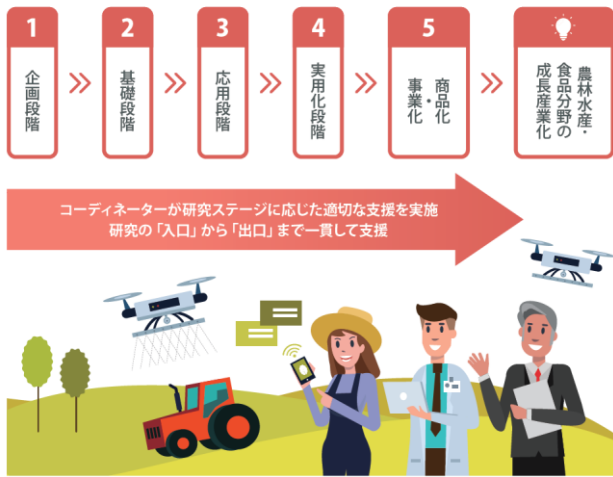 1
企画段階
2
基礎段階
3
応用段階
4
実用化段階
5
商品化・
事業化
農林水産・
食品分野の
成長産業化
コーディネーターが研究ステージに応じた適切な支援を実施
研究の「入口」から「出口」まで一貫して支援